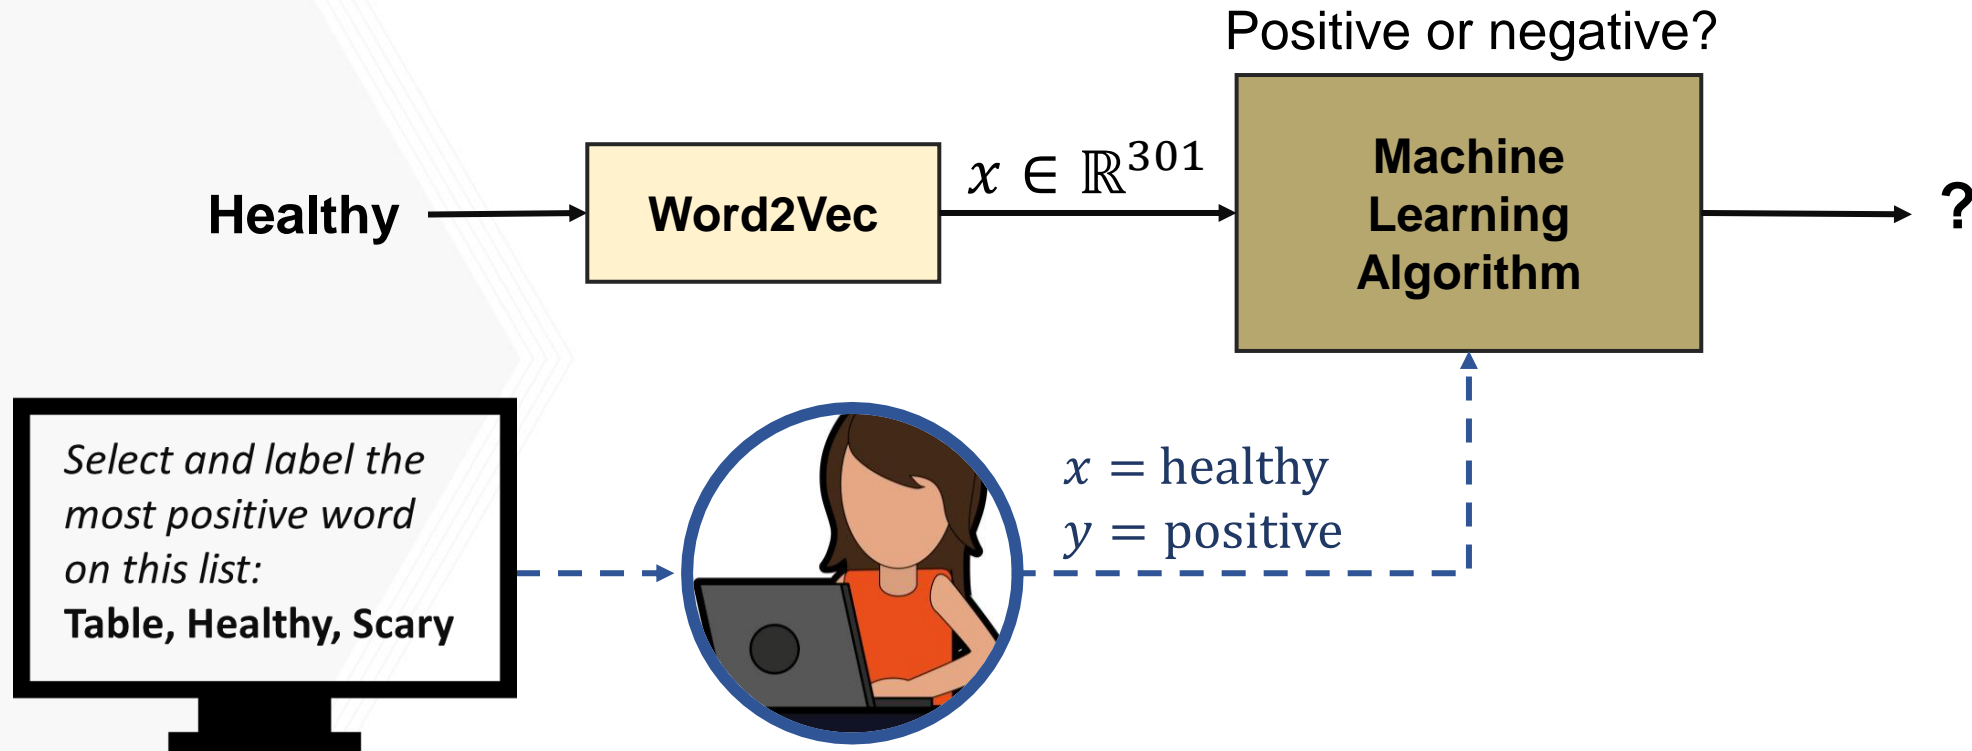 Positive or negative?
Healthy
Word2Vec
x ∈ ℝ³⁰¹
Machine
Learning
Algorithm
?
Select and label the
most positive word
on this list:
Table, Healthy, Scary
x = healthy
y = positive